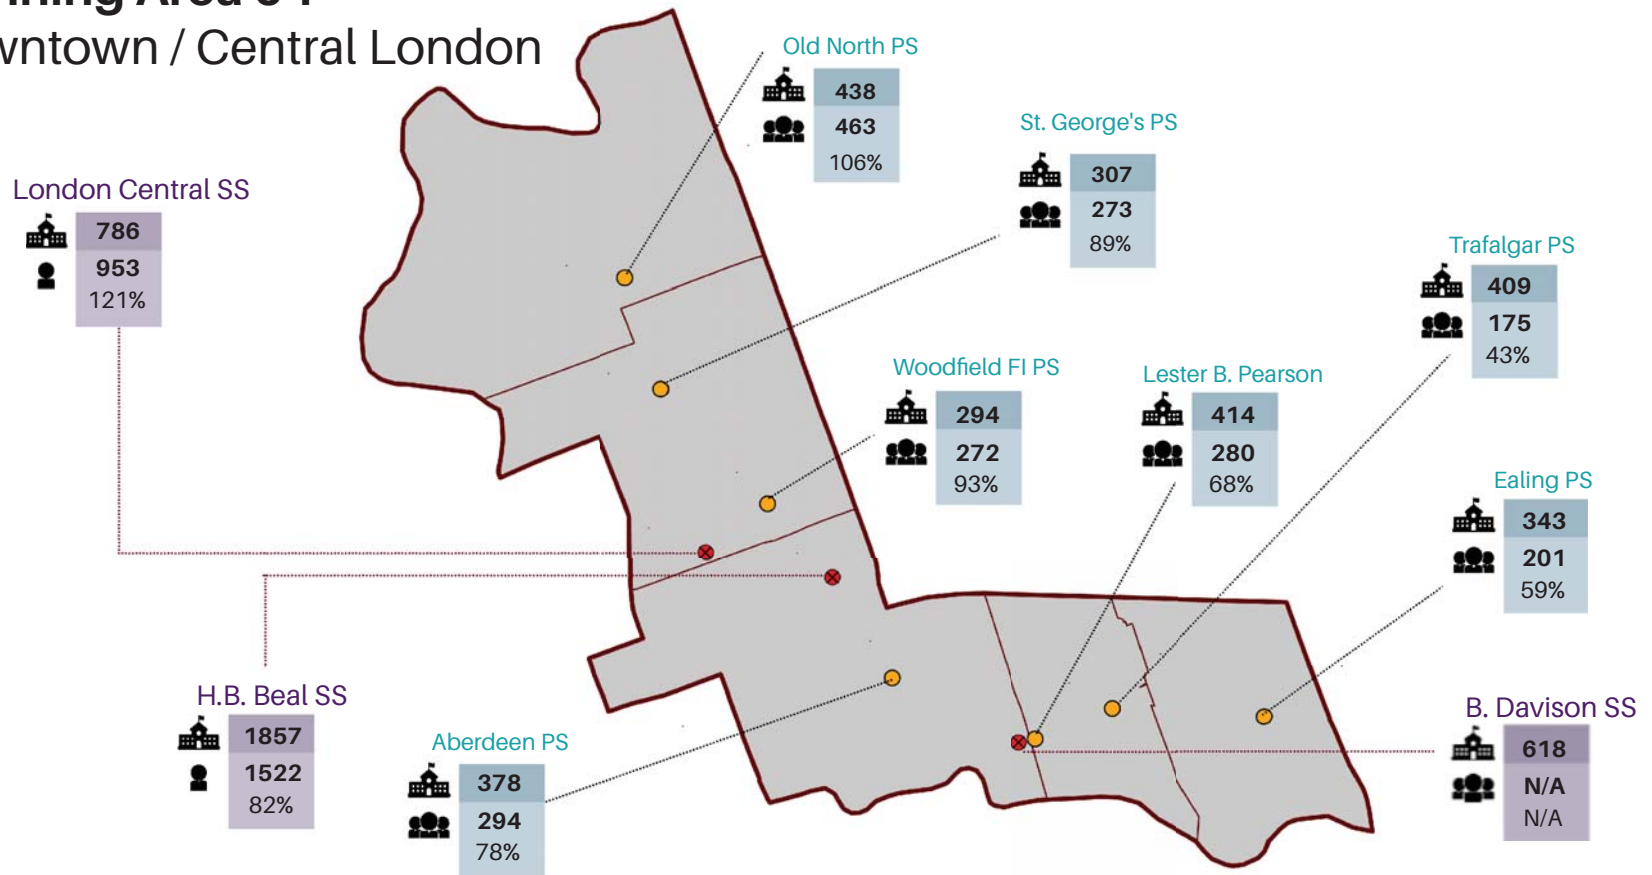 wntown / Central London
Old North PS
438
463
106%
St. George's PS
307
273
89%
London Central SS
786
953
121%
Trafalgar PS
409
175
43%
Woodfield FI PS
294
272
93%
Lester B. Pearson
414
280
68%
Ealing PS
343
201
59%
H.B. Beal SS
1857
1522
82%
Aberdeen PS
378
294
78%
B. Davison SS
618
N/A
N/A